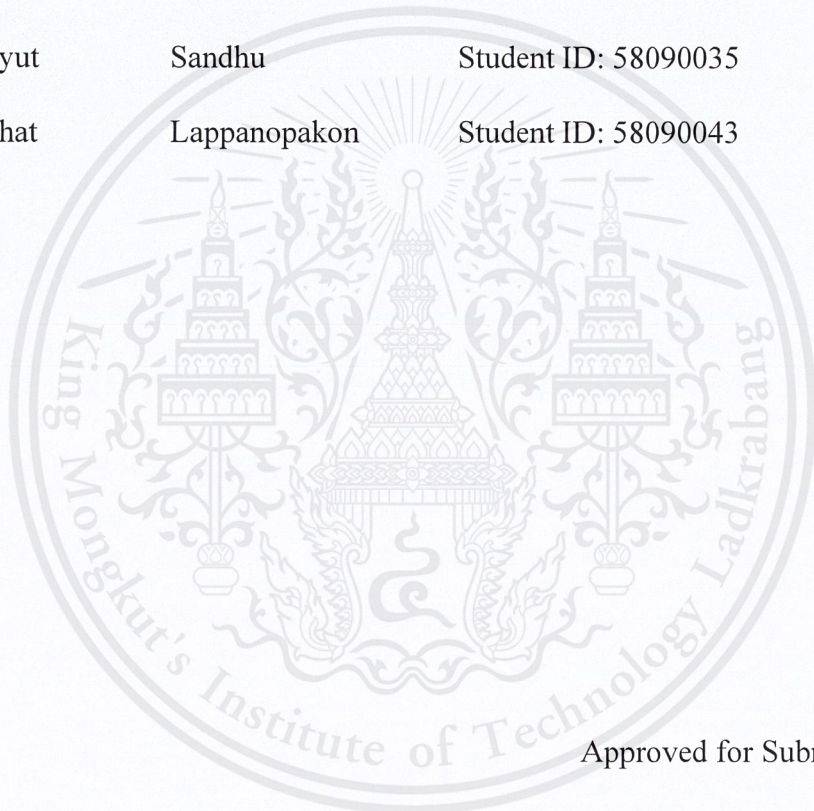 yut Sandhu Student ID: 58090035
hat Lappanopakon Student ID: 58090043
King Mongkut's Institute of Technology Ladkrabang
Approved for Subr